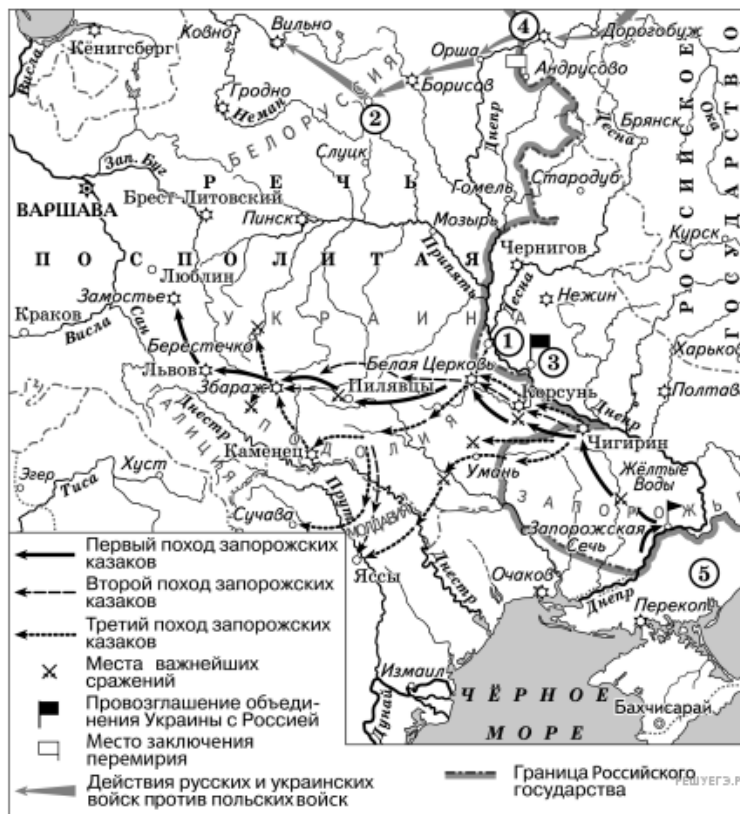 Ковно
Вильно
Кёнигсберг
Висла
4
Дорогобуж
Орша
Андрусово
Борисов
Гродно
Неман
2
БЕЛОРУССИЯ
Днепр
Десна
Брянск
Ока
РОССИЙСКОЕ
ГОСУДАРСТВО
Слуцк
Зап. Буг
РЕЧЬ
Гомель
Стародуб
ВАРШАВА
Брест-Литовский
Пинск
Мозырь
Курск
ПОСПОЛИТАЯ
Припять
Чернигов
Люблин
Десна
Нежин
Замостье
УКРАИНА
Краков
Висла
Сан
Берестечко
1
3
Харьков
Львов
Збараж
Белая Церковь
Пилявцы
Корсунь
Полтава
ГАЛИЦИЯ
Днестр
ПОДОЛИЯ
Днепр
Чигирин
Каменец
Умань
Жёлтые
Воды
Эгер
Хуст
Тиса
Прут
ЗАПОРОЖЬЕ
Сучава
МОЛДАВИЯ
Запорожская
Сечь
Яссы
Днестр
Очаков
5
Днепр
Перекоп
Измаил
Дунай
ЧЁРНОЕ
МОРЕ
Бахчисарай
Первый поход запорожских
казаков
Второй поход запорожских
казаков
Третий поход запорожских
казаков
Места важнейших
сражений
Провозглашение объеди-
нения Украины с Россией
Место заключения
перемирия
Действия русских и украинских
войск против польских войск
Граница Российского
государства
РЕШУЕГЭ.Р